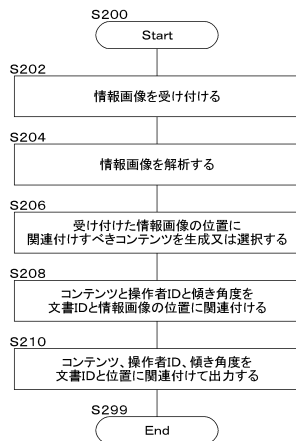 S200
Start
S202
情報画像を受け付ける
S204
情報画像を解析する
S206
受け付けた情報画像の位置に
関連付けすべきコンテンツを生成又は選択する
S208
コンテンツと操作者IDと傾き角度を
文書IDと情報画像の位置に関連付ける
S210
コンテンツ、操作者ID、傾き角度を
文書IDと位置に関連付けて出力する
S299
End